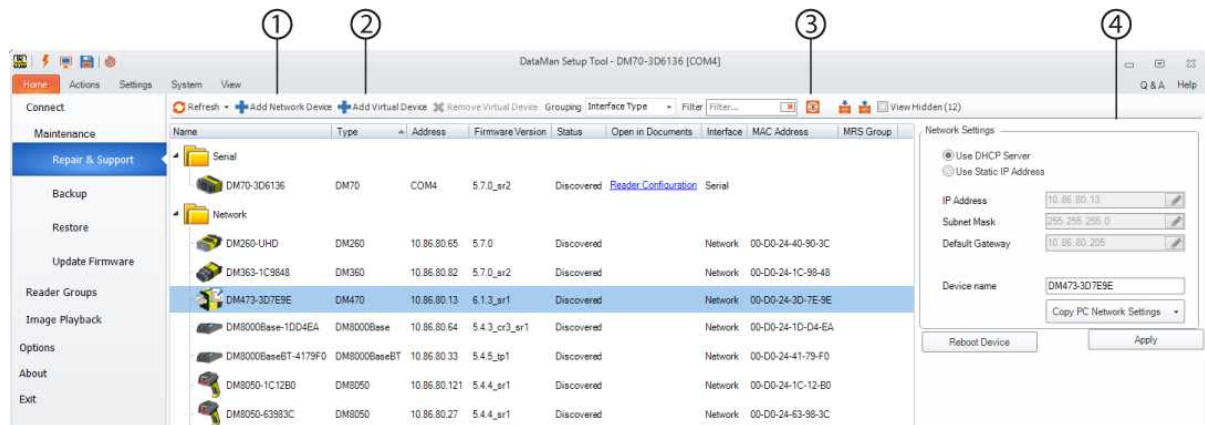 1 2 3 4
DataMan Setup Tool - DM70-3D6136 [COM4]
Home Actions Settings System View Q & A Help
Connect
Maintenance
Repair & Support
Backup
Restore
Update Firmware
Reader Groups
Image Playback
Options
About
Exit
Refresh Add Network Device Add Virtual Device Remove Virtual Device Grouping Interface Type Filter Filter... View Hidden (12)
Name Type Address Firmware Version Status Open in Documents Interface MAC Address MRS Group
Serial
DM70-3D6136 DM70 COM4 5.7.0_sr2 Discovered Reader Configuration Serial
Network
DM260-UHD DM260 10.86.80.65 5.7.0 Discovered Network 00-D0-24-40-90-3C
DM363-1C9848 DM360 10.86.80.82 5.7.0_sr2 Discovered Network 00-D0-24-1C-98-48
DM473-3D7E9E DM470 10.86.80.13 6.1.3_sr1 Discovered Network 00-D0-24-3D-7E-9E
DM8000Base-1DD4EA DM8000Base 10.86.80.64 5.4.3_cr3_sr1 Discovered Network 00-D0-24-1D-D4-EA
DM8000BaseBT-4179F0 DM8000BaseBT 10.86.80.33 5.4.5_tp1 Discovered Network 00-D0-24-41-79-F0
DM8050-1C12B0 DM8050 10.86.80.121 5.4.4_sr1 Discovered Network 00-D0-24-1C-12-B0
DM8050-63983C DM8050 10.86.80.27 5.4.4_sr1 Discovered Network 00-D0-24-63-98-3C
Network Settings
Use DHCP Server
Use Static IP Address
IP Address 10. 86. 80. 13
Subnet Mask 255. 255. 255. 0
Default Gateway 10. 86. 80. 205
Device name DM473-3D7E9E
Copy PC Network Settings
Reboot Device Apply